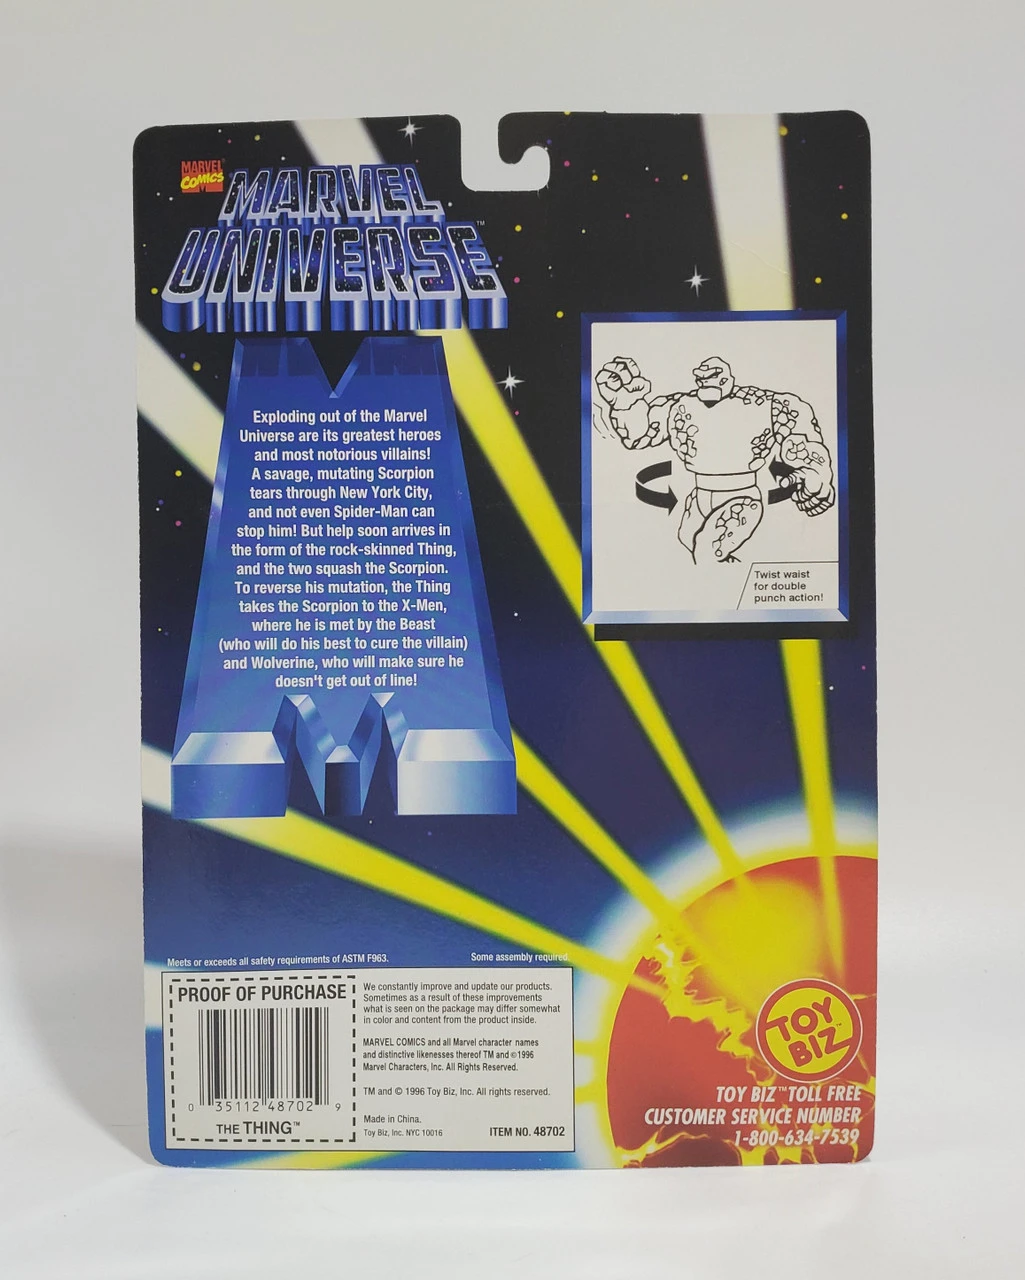 MARVEL
COMICS
MARVEL
UNIVERSE™
Exploding out of the Marvel
Universe are its greatest heroes
and most notorious villains!
A savage, mutating Scorpion
tears through New York City,
and not even Spider-Man can
stop him! But help soon arrives in
the form of the rock-skinned Thing,
and the two squash the Scorpion.
To reverse his mutation, the Thing
takes the Scorpion to the X-Men,
where he is met by the Beast
(who will do his best to cure the villain)
and Wolverine, who will make sure he
doesn't get out of line!
Twist waist
for double
punch action!
Meets or exceeds all safety requirements of ASTM F963.
Some assembly required.
PROOF OF PURCHASE
0 35112 48702 9
THE THING™
We constantly improve and update our products.
Sometimes as a result of these improvements
what is seen on the package may differ somewhat
in color and content from the product inside.
MARVEL COMICS and all Marvel character names
and distinctive likenesses thereof TM and ©1996
Marvel Characters, Inc. All Rights Reserved.
TM and © 1996 Toy Biz, Inc. All rights reserved.
Made in China.
Toy Biz, Inc. NYC 10016
ITEM NO. 48702
TOY
BIZ™
TOY BIZ™ TOLL FREE
CUSTOMER SERVICE NUMBER
1-800-634-7539